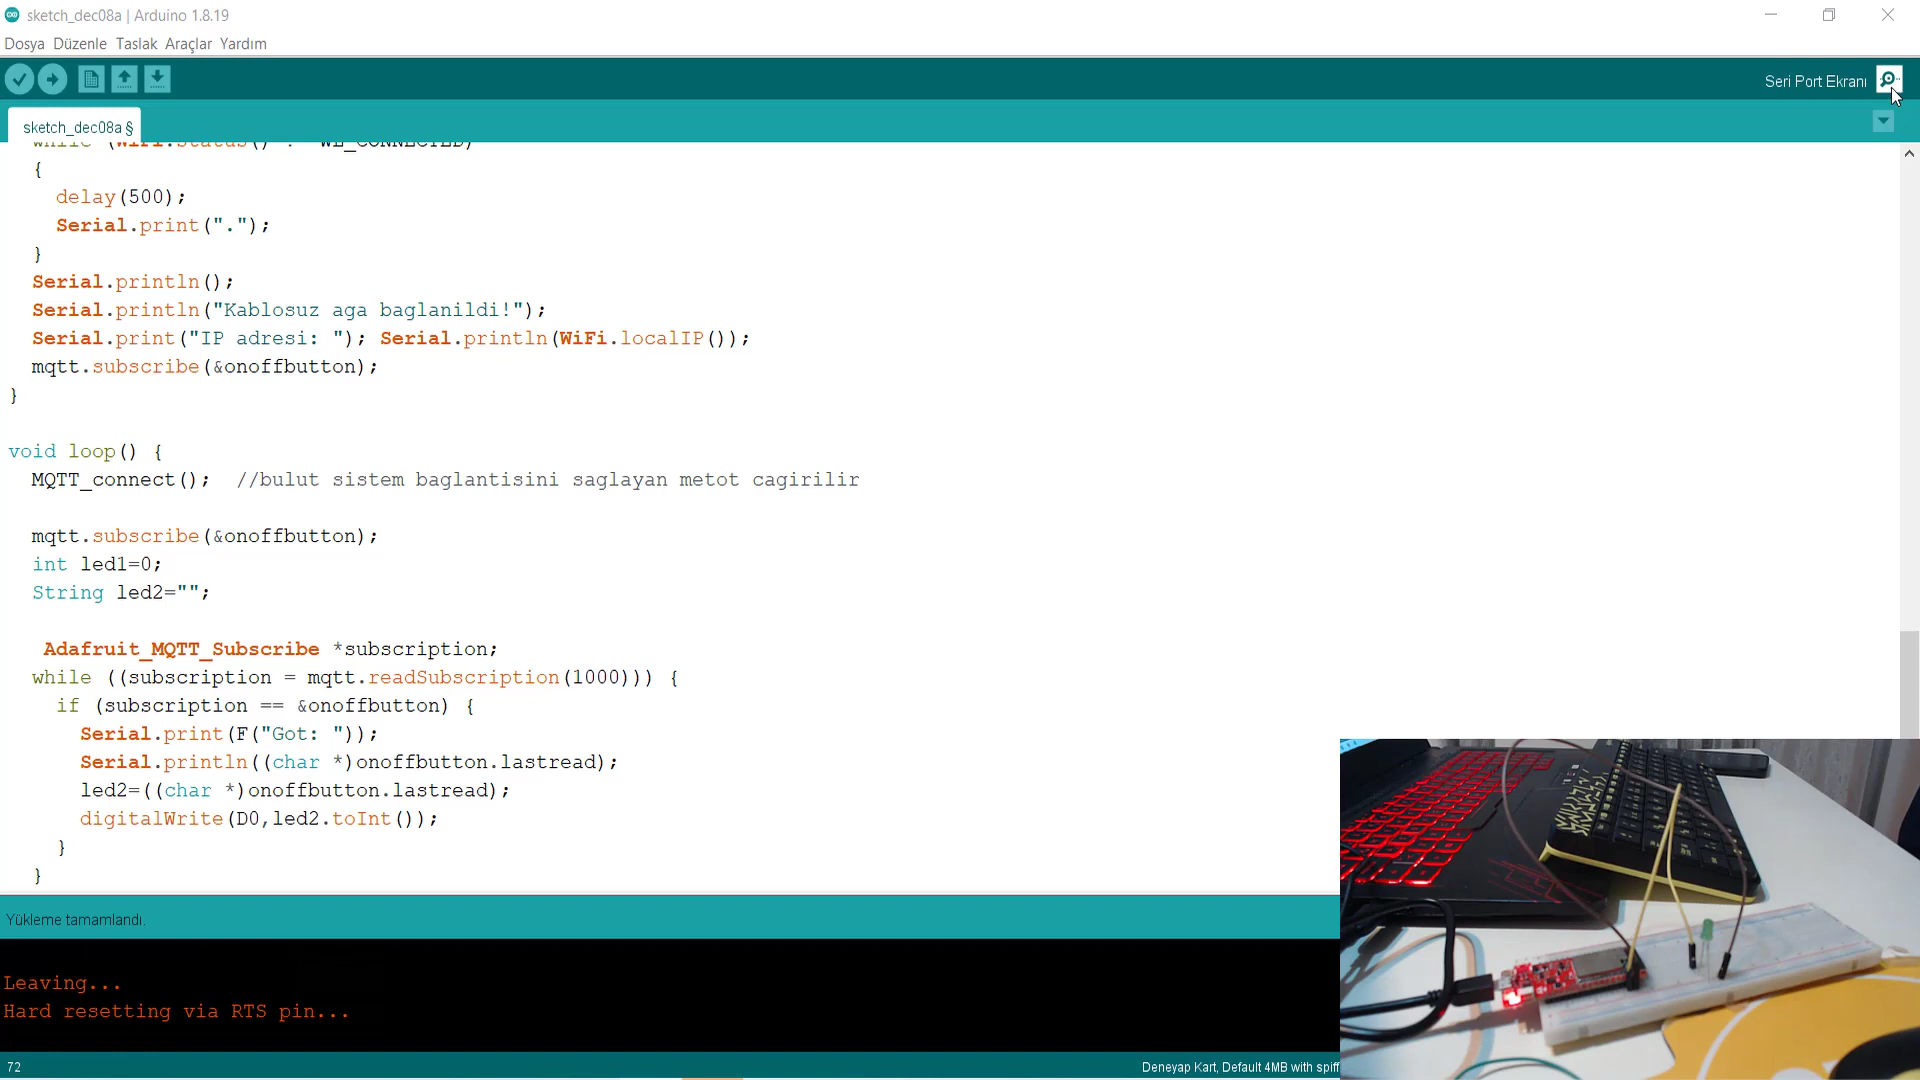 sketch_dec08a | Arduino 1.8.19
Dosya Düzenle Taslak Araçlar Yardım
Seri Port Ekranı
sketch_dec08a §
while (WiFi.status() != WL_CONNECTED)
{
delay(500);
Serial.print(".");
}
Serial.println();
Serial.println("Kablosuz aga baglanildi!");
Serial.print("IP adresi: "); Serial.println(WiFi.localIP());
mqtt.subscribe(&onoffbutton);
}
void loop() {
MQTT_connect();  //bulut sistem baglantisini saglayan metot cagirilir
mqtt.subscribe(&onoffbutton);
int led1=0;
String led2="";
Adafruit_MQTT_Subscribe *subscription;
while ((subscription = mqtt.readSubscription(1000))) {
if (subscription == &onoffbutton) {
Serial.print(F("Got: "));
Serial.println((char *)onoffbutton.lastread);
led2=((char *)onoffbutton.lastread);
digitalWrite(D0,led2.toInt());
}
}
Yükleme tamamlandı.
Leaving...
Hard resetting via RTS pin...
72
Deneyap Kart, Default 4MB with spiff